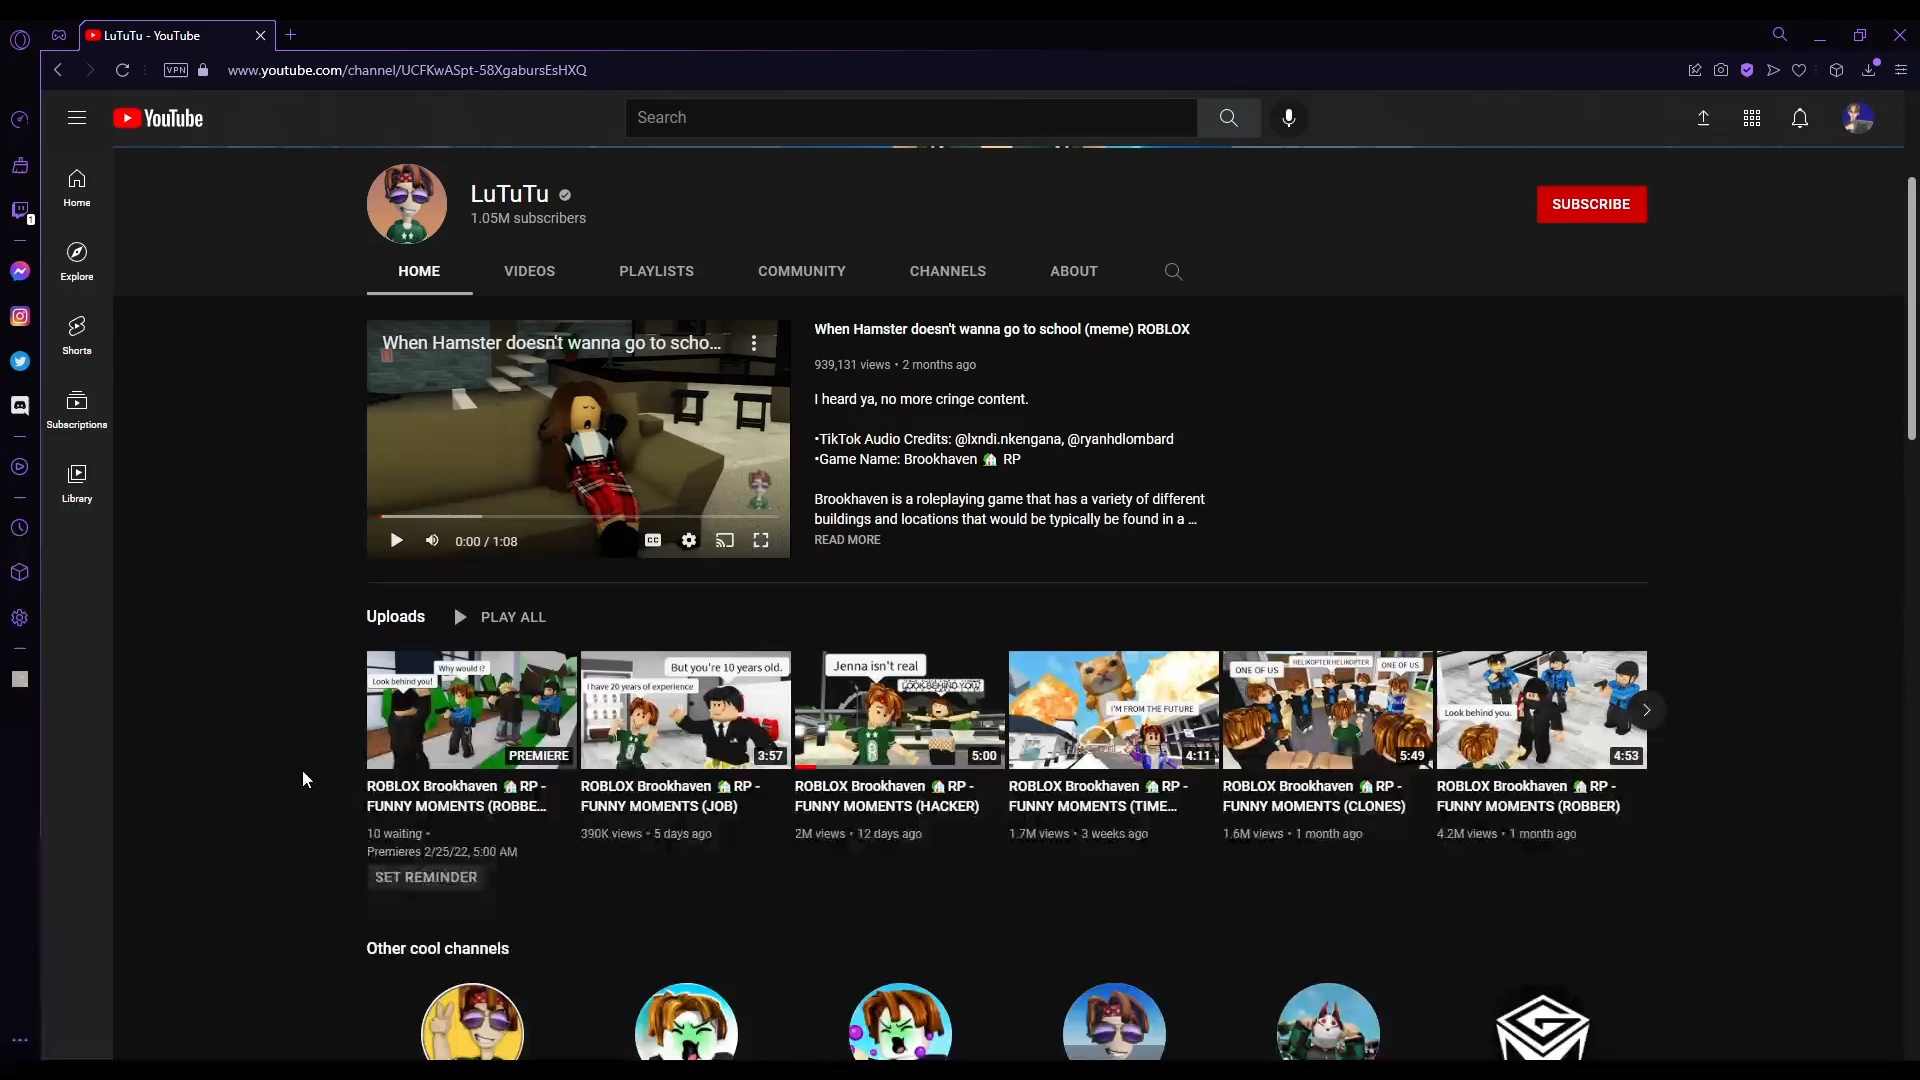 LuTuTu - YouTube
VPN
www.youtube.com/channel/UCFKwASpt-58XgabursEsHXQ
YouTube
Search
1
Home
Explore
Shorts
Subscriptions
Library
LuTuTu
1.05M subscribers
SUBSCRIBE
HOME
VIDEOS
PLAYLISTS
COMMUNITY
CHANNELS
ABOUT
When Hamster doesn't wanna go to scho...
0:00 / 1:08
CC
When Hamster doesn't wanna go to school (meme) ROBLOX
939,131 views • 2 months ago
I heard ya, no more cringe content.
•TikTok Audio Credits: @lxndi.nkengana, @ryanhdlombard
•Game Name: Brookhaven 🏡 RP
Brookhaven is a roleplaying game that has a variety of different
buildings and locations that would be typically be found in a ...
READ MORE
Uploads
PLAY ALL
Why would I?
Look behind you!
PREMIERE
But you're 10 years old.
I have 20 years of experience
3:57
Jenna isn't real
LOOK BEHIND YOU!
5:00
I'M FROM THE FUTURE
4:11
ONE OF US
HELIKOPTER HELIKOPTER
ONE OF US
5:49
Look behind you.
4:53
ROBLOX Brookhaven 🏡 RP -
FUNNY MOMENTS (ROBBE...
10 waiting •
Premieres 2/25/22, 5:00 AM
SET REMINDER
ROBLOX Brookhaven 🏡 RP -
FUNNY MOMENTS (JOB)
390K views • 5 days ago
ROBLOX Brookhaven 🏡 RP -
FUNNY MOMENTS (HACKER)
2M views • 12 days ago
ROBLOX Brookhaven 🏡 RP -
FUNNY MOMENTS (TIME...
1.7M views • 3 weeks ago
ROBLOX Brookhaven 🏡 RP -
FUNNY MOMENTS (CLONES)
1.6M views • 1 month ago
ROBLOX Brookhaven 🏡 RP -
FUNNY MOMENTS (ROBBER)
4.2M views • 1 month ago
Other cool channels